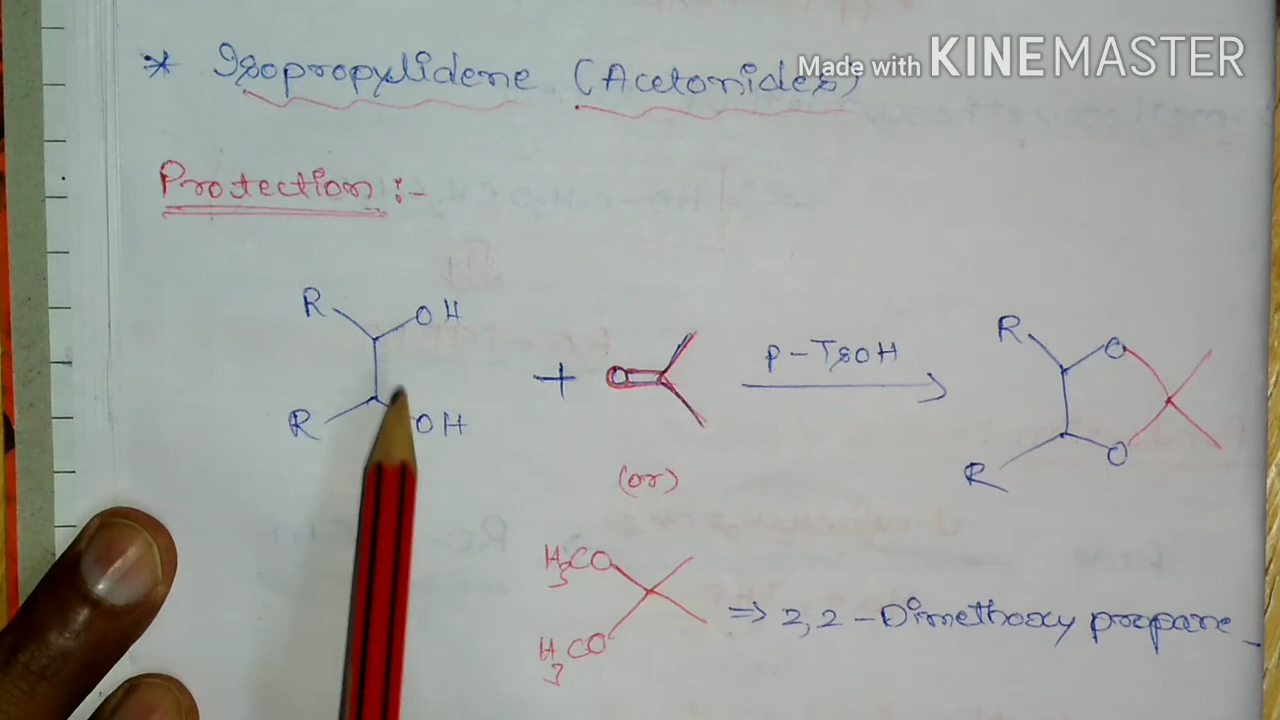 * Isopropylidene (Acetonides)
Made with KINEMASTER
Protection :-
R OH
R OH
+ O
P-TsOH
R O
R O
(or)
H3CO
H3CO
⇒ 2,2-Dimethoxy propane